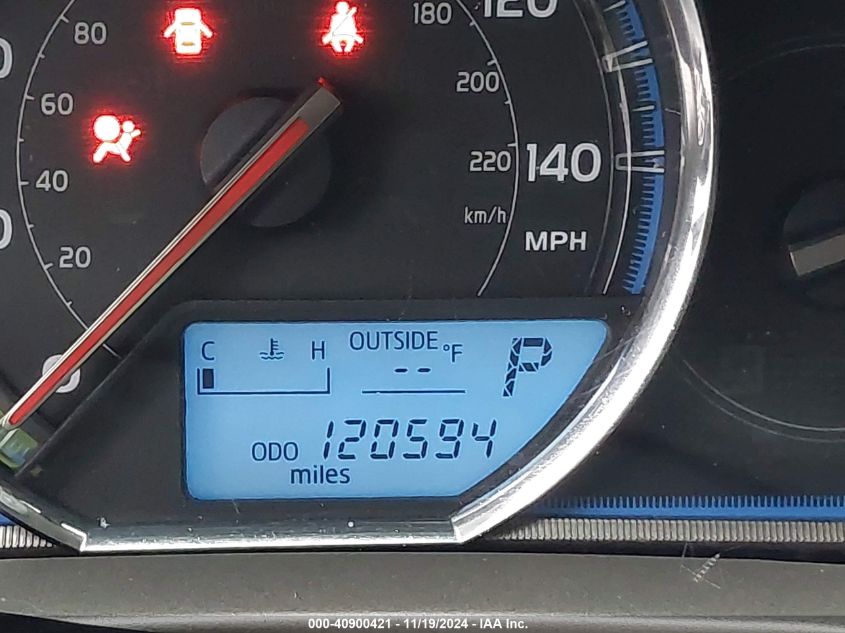 80
180
120
60
200
40
220
140
km/h
20
MPH
0
C H OUTSIDE °F
-- P
ODO 120594
miles
000-40900421 - 11/19/2024 - IAA Inc.